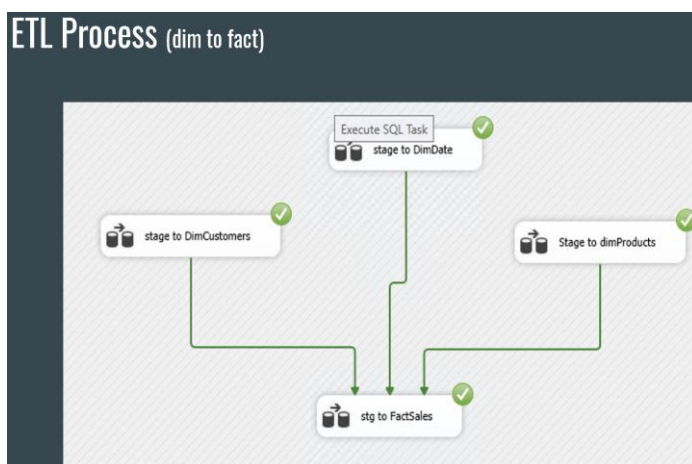 ETL Process (dim to fact)
Execute SQL Task
stage to DimDate
stage to DimCustomers
Stage to dimProducts
stg to FactSales